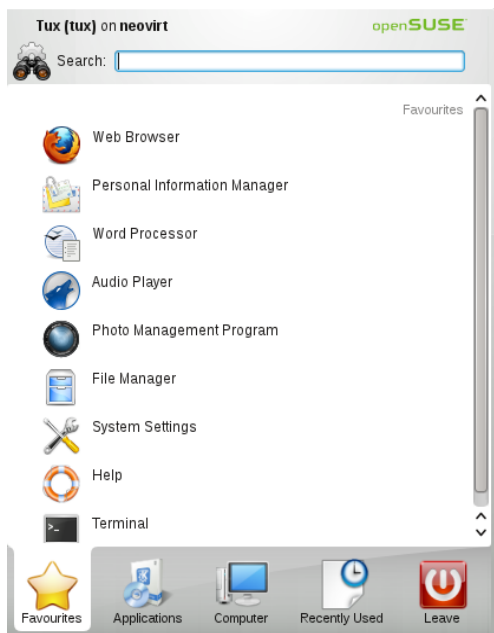 Tux (tux) on neovirt
openSUSE
Search:
Favourites
Web Browser
Personal Information Manager
Word Processor
Audio Player
Photo Management Program
File Manager
System Settings
Help
>_
Terminal
Favourites
Applications
Computer
Recently Used
Leave